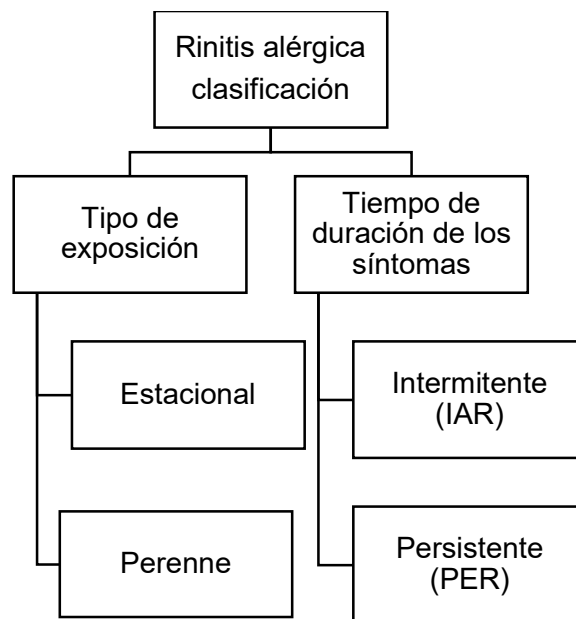 Rinitis alérgica
clasificación
Tipo de
exposición
Estacional
Perenne
Tiempo de
duración de los
síntomas
Intermitente
(IAR)
Persistente
(PER)